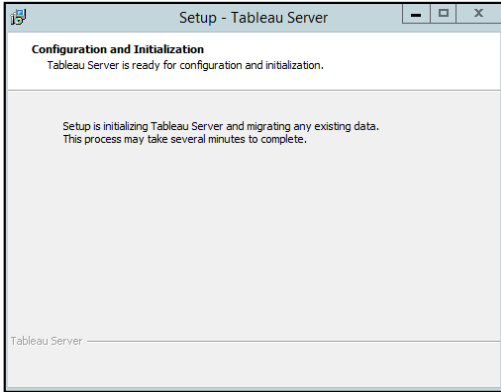 Setup - Tableau Server
Configuration and Initialization
Tableau Server is ready for configuration and initialization.
Setup is initializing Tableau Server and migrating any existing data.
This process may take several minutes to complete.
Tableau Server